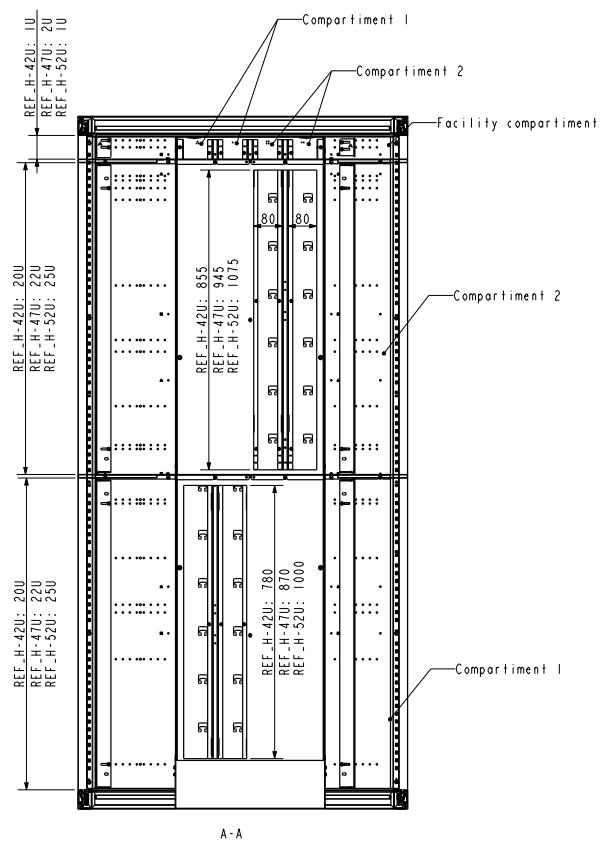 Compartiment 1
REF_H-42U: 1U
REF_H-47U: 2U
REF_H-52U: 1U
Compartiment 2
Facility compartiment
80
80
REF_H-42U: 855
REF_H-47U: 945
REF_H-52U: 1075
REF_H-42U: 20U
REF_H-47U: 22U
REF_H-52U: 25U
Compartiment 2
REF_H-42U: 780
REF_H-47U: 870
REF_H-52U: 1000
REF_H-42U: 20U
REF_H-47U: 22U
REF_H-52U: 25U
Compartiment 1
A-A